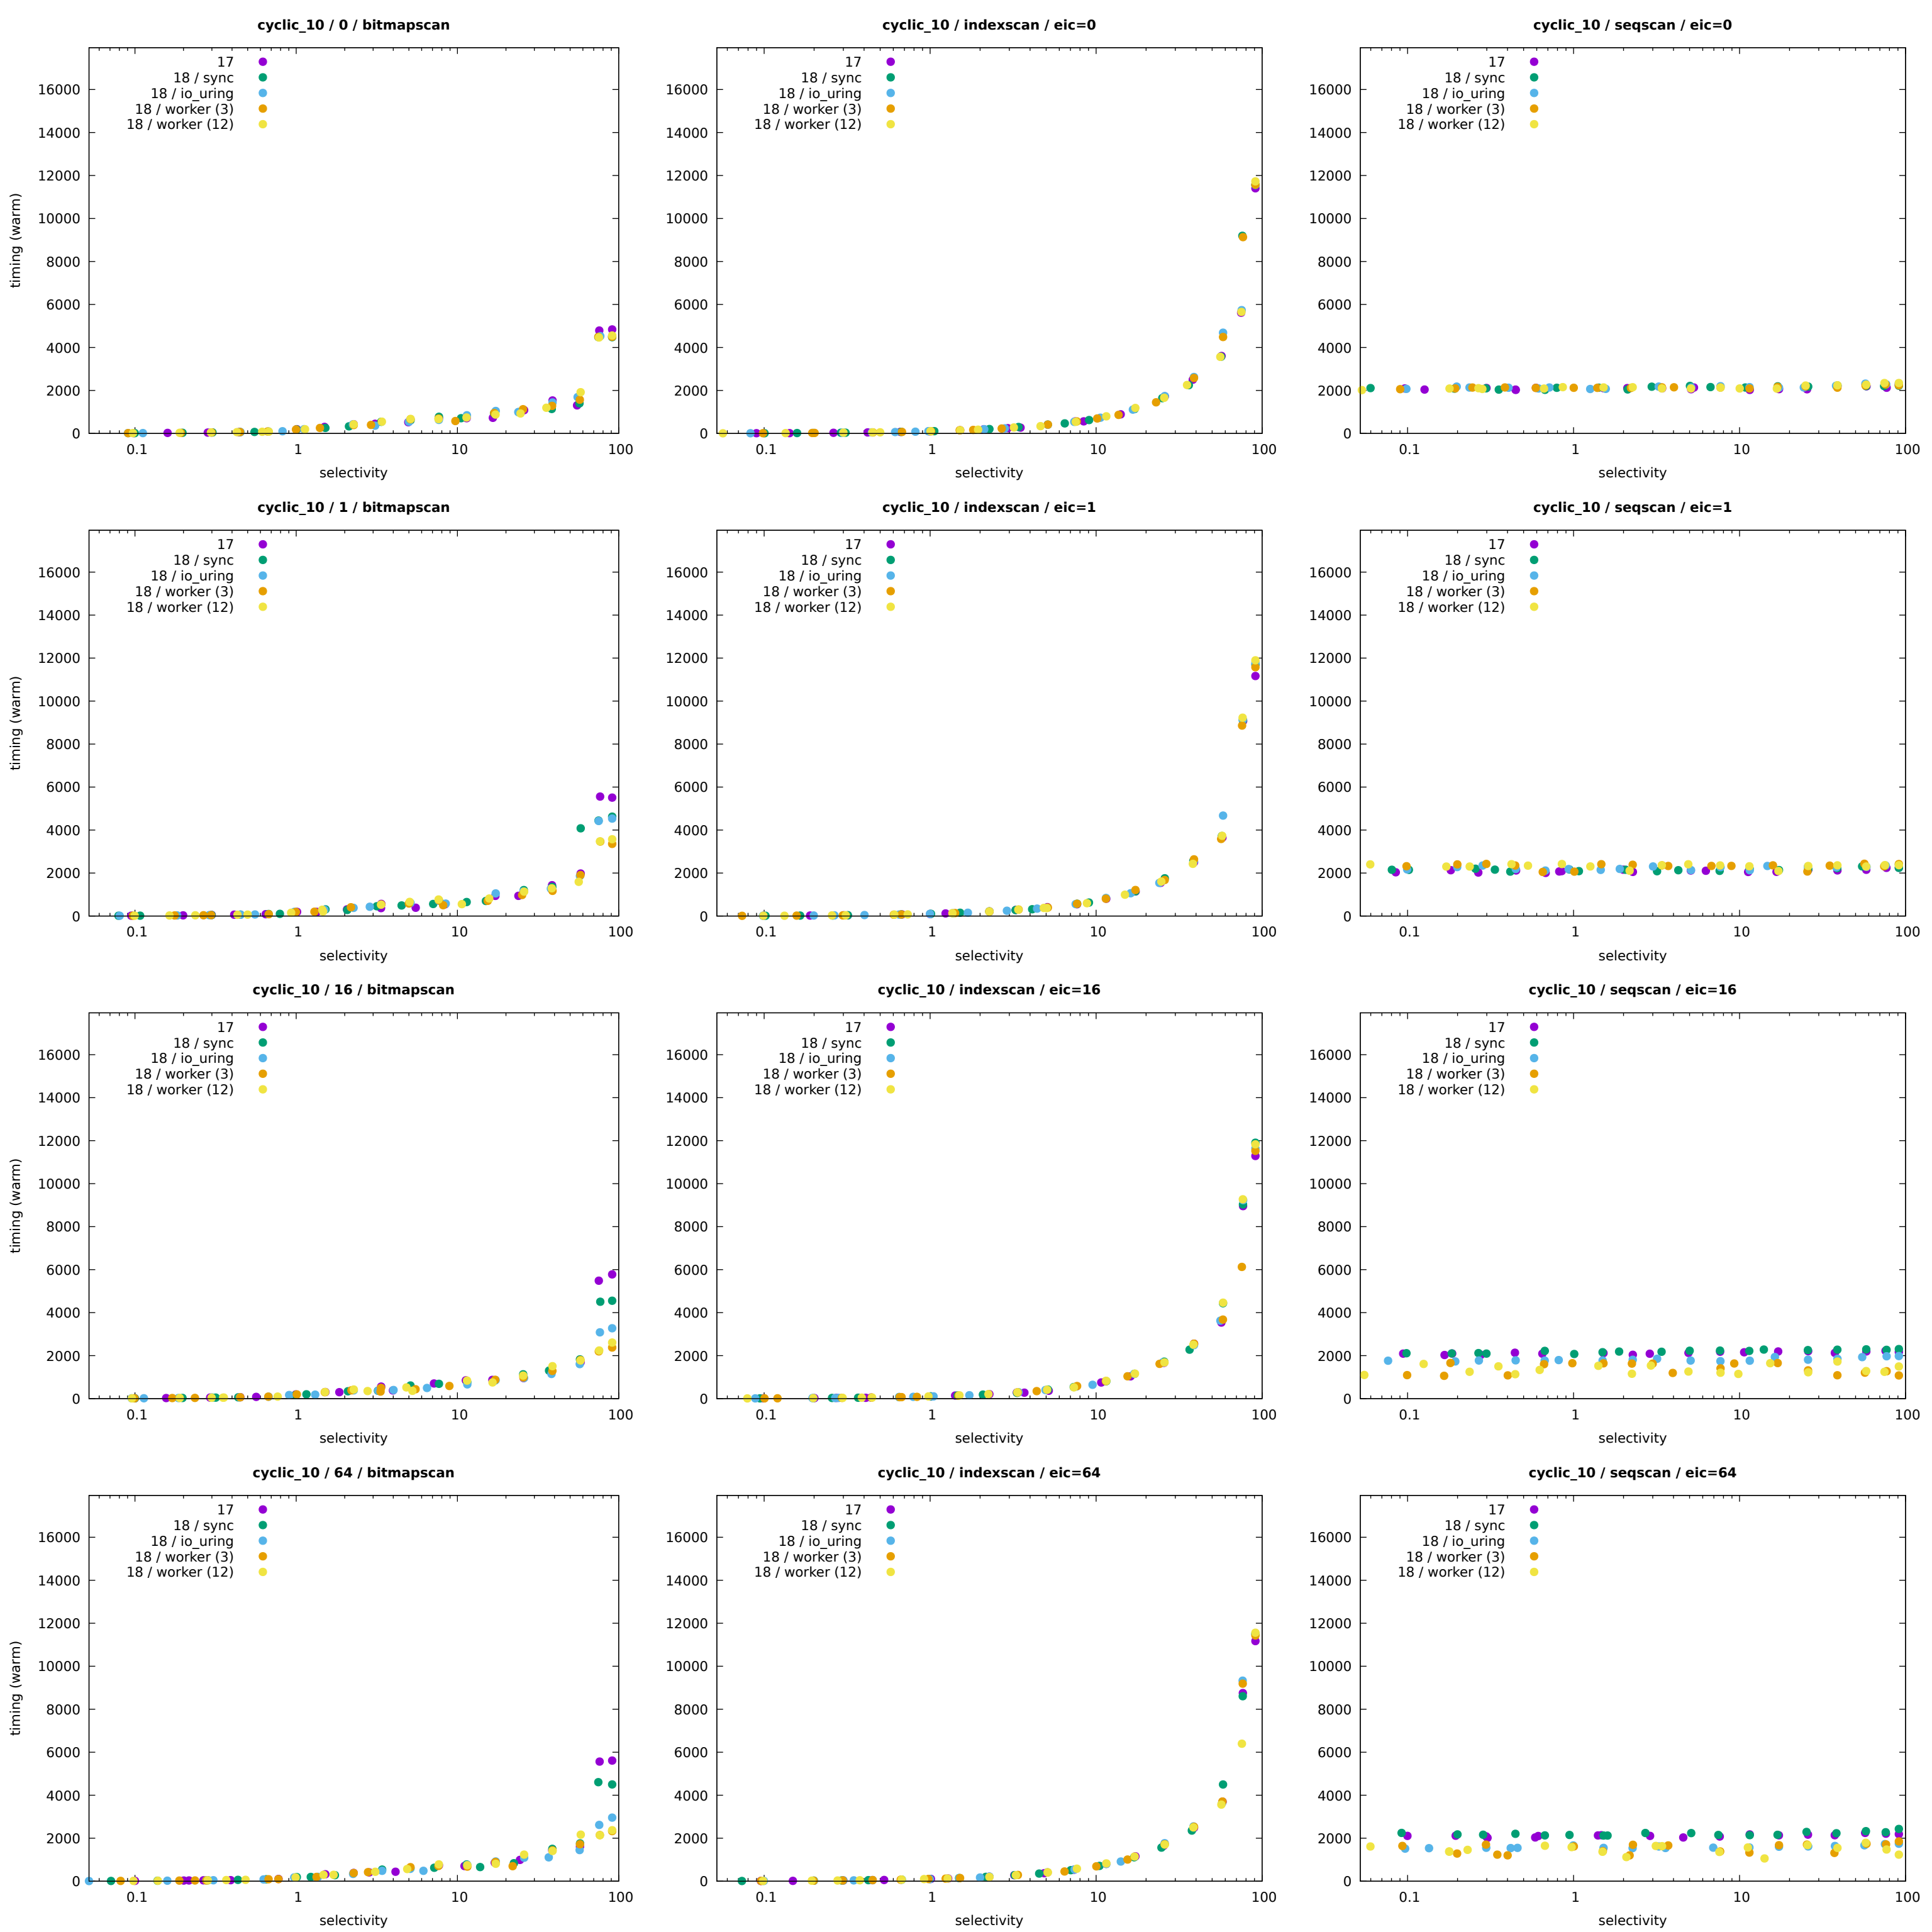 cyclic_10 / 0 / bitmapscan
timing (warm)
16000
14000
12000
10000
8000
6000
4000
2000
0
17
18 / sync
18 / io_uring
18 / worker (3)
18 / worker (12)
0.1 1 10 100
selectivity
cyclic_10 / indexscan / eic=0
16000
14000
12000
10000
8000
6000
4000
2000
0
17
18 / sync
18 / io_uring
18 / worker (3)
18 / worker (12)
0.1 1 10 100
selectivity
cyclic_10 / seqscan / eic=0
16000
14000
12000
10000
8000
6000
4000
2000
0
17
18 / sync
18 / io_uring
18 / worker (3)
18 / worker (12)
0.1 1 10 100
selectivity
cyclic_10 / 1 / bitmapscan
timing (warm)
16000
14000
12000
10000
8000
6000
4000
2000
0
17
18 / sync
18 / io_uring
18 / worker (3)
18 / worker (12)
0.1 1 10 100
selectivity
cyclic_10 / indexscan / eic=1
16000
14000
12000
10000
8000
6000
4000
2000
0
17
18 / sync
18 / io_uring
18 / worker (3)
18 / worker (12)
0.1 1 10 100
selectivity
cyclic_10 / seqscan / eic=1
16000
14000
12000
10000
8000
6000
4000
2000
0
17
18 / sync
18 / io_uring
18 / worker (3)
18 / worker (12)
0.1 1 10 100
selectivity
cyclic_10 / 16 / bitmapscan
timing (warm)
16000
14000
12000
10000
8000
6000
4000
2000
0
17
18 / sync
18 / io_uring
18 / worker (3)
18 / worker (12)
0.1 1 10 100
selectivity
cyclic_10 / indexscan / eic=16
16000
14000
12000
10000
8000
6000
4000
2000
0
17
18 / sync
18 / io_uring
18 / worker (3)
18 / worker (12)
0.1 1 10 100
selectivity
cyclic_10 / seqscan / eic=16
16000
14000
12000
10000
8000
6000
4000
2000
0
17
18 / sync
18 / io_uring
18 / worker (3)
18 / worker (12)
0.1 1 10 100
selectivity
cyclic_10 / 64 / bitmapscan
timing (warm)
16000
14000
12000
10000
8000
6000
4000
2000
0
17
18 / sync
18 / io_uring
18 / worker (3)
18 / worker (12)
0.1 1 10 100
selectivity
cyclic_10 / indexscan / eic=64
16000
14000
12000
10000
8000
6000
4000
2000
0
17
18 / sync
18 / io_uring
18 / worker (3)
18 / worker (12)
0.1 1 10 100
selectivity
cyclic_10 / seqscan / eic=64
16000
14000
12000
10000
8000
6000
4000
2000
0
17
18 / sync
18 / io_uring
18 / worker (3)
18 / worker (12)
0.1 1 10 100
selectivity